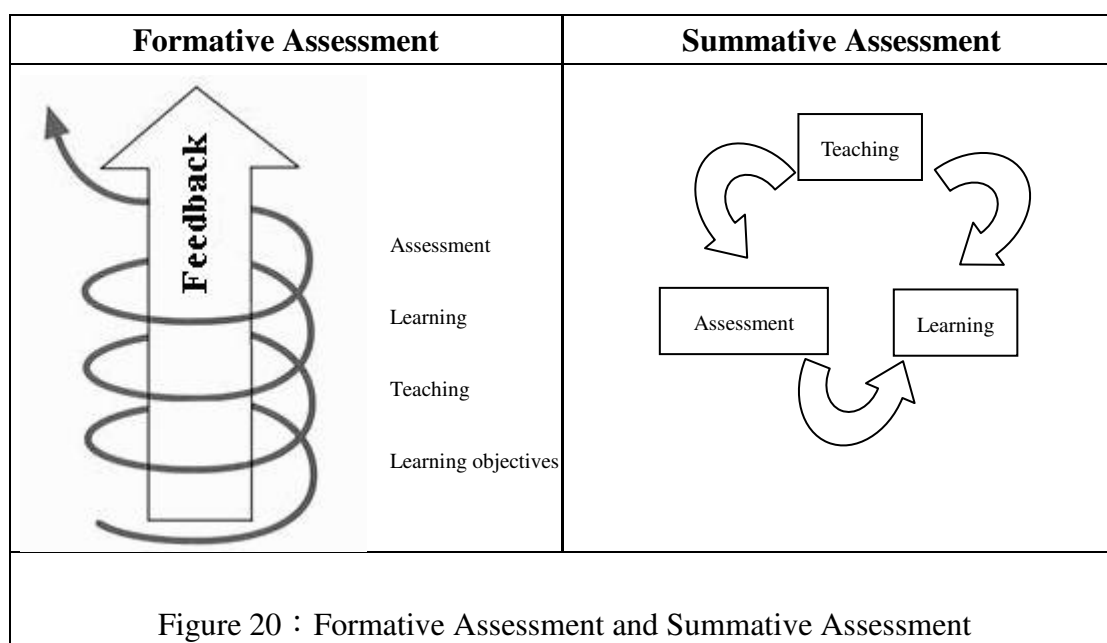 Formative Assessment
Summative Assessment
Feedback
Assessment
Learning
Teaching
Learning objectives
Teaching
Assessment
Learning
Figure 20：Formative Assessment and Summative Assessment